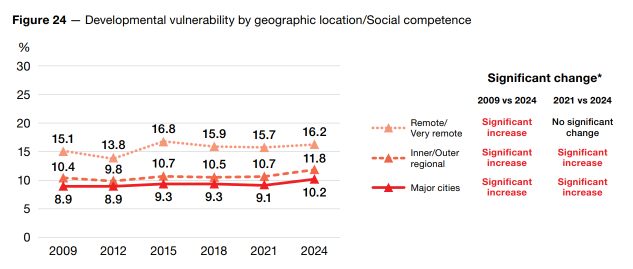 Figure 24 — Developmental vulnerability by geographic location/Social competence
%
30
25
20
15
10
5
0
15.1
13.8
16.8
15.9
15.7
16.2
10.4
9.8
10.7
10.5
10.7
11.8
8.9
8.9
9.3
9.3
9.1
10.2
2009 2012 2015 2018 2021 2024
Significant change*
2009 vs 2024 2021 vs 2024
Remote/
Very remote
Significant
increase
No significant
change
Inner/Outer
regional
Significant
increase
Significant
increase
Major cities
Significant
increase
Significant
increase